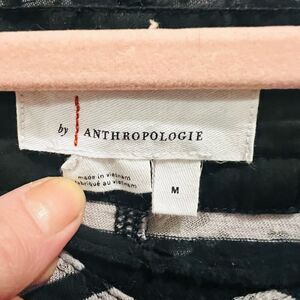 by ANTHROPOLOGIE
made in vietnam
fabriqué au vietnam
M